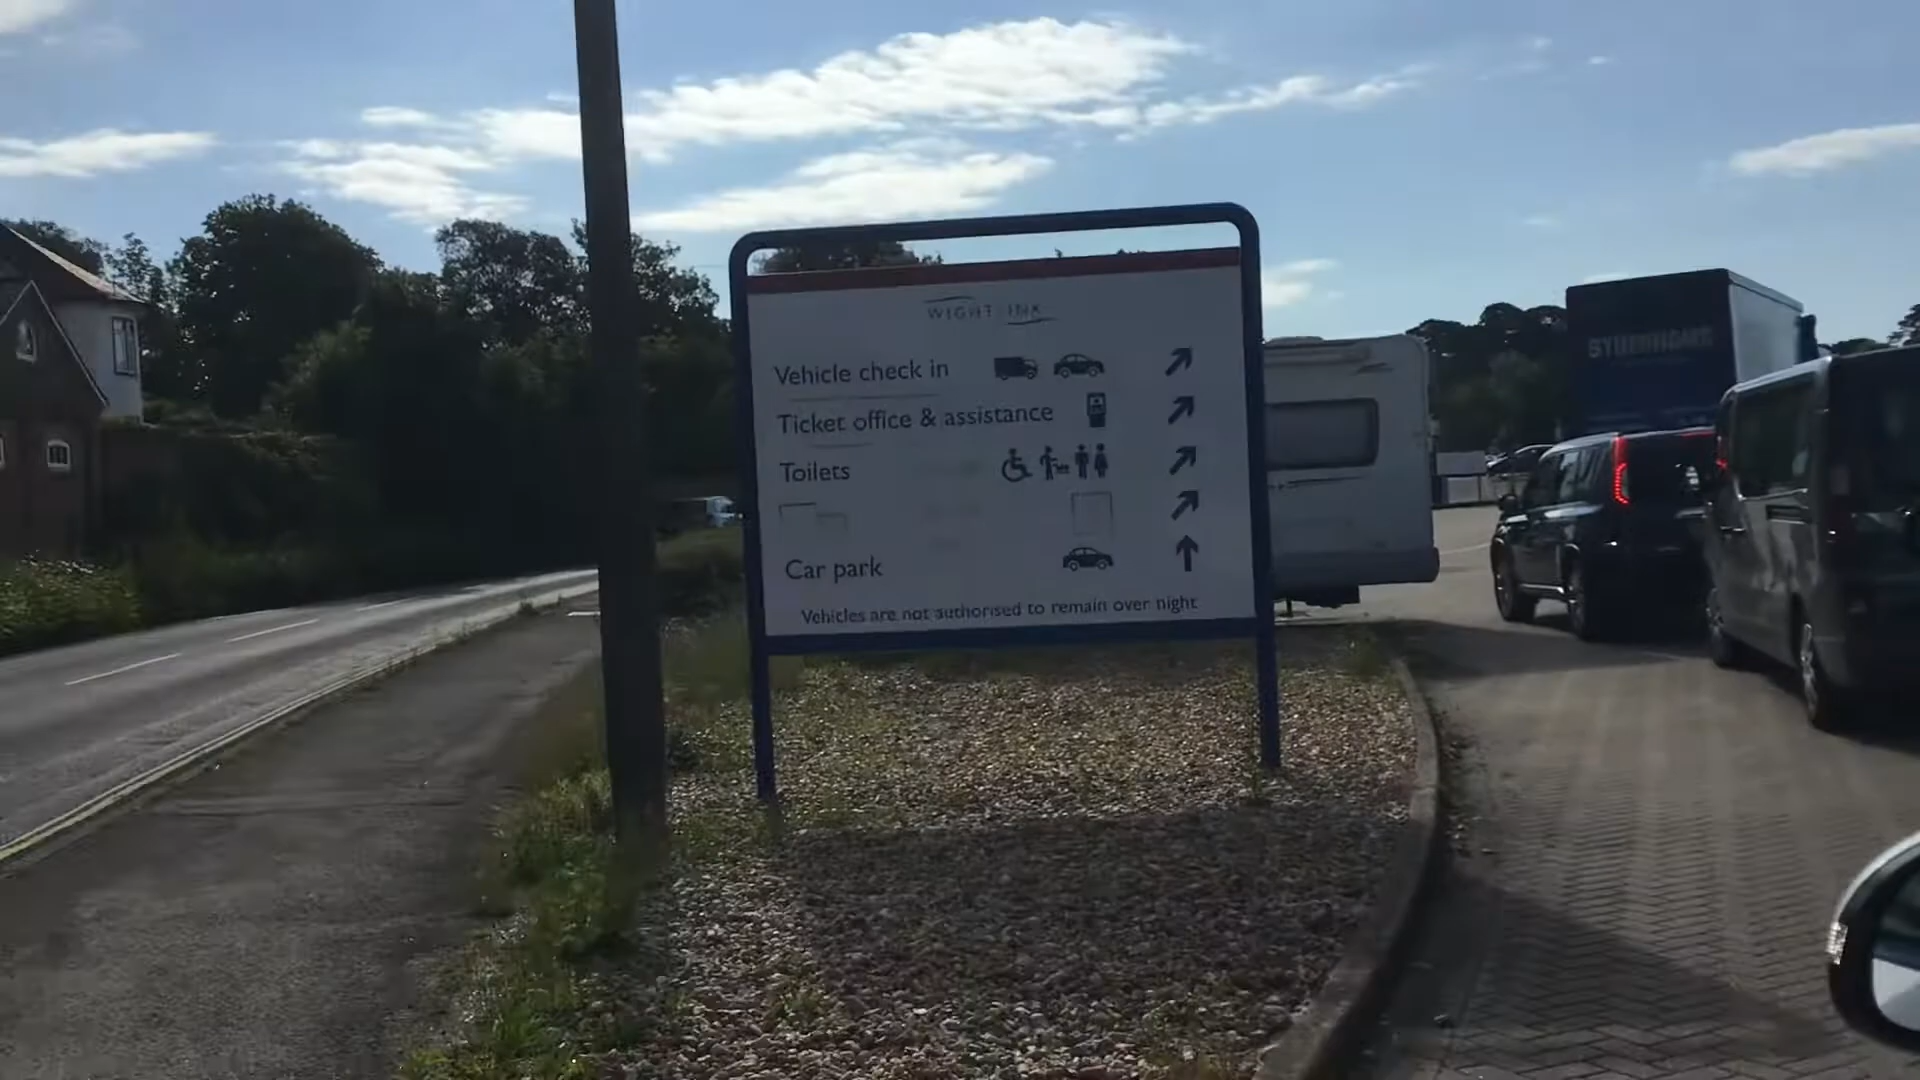 WIGHTLINK
Vehicle check in
Ticket office & assistance
Toilets
Car park
Vehicles are not authorised to remain over night